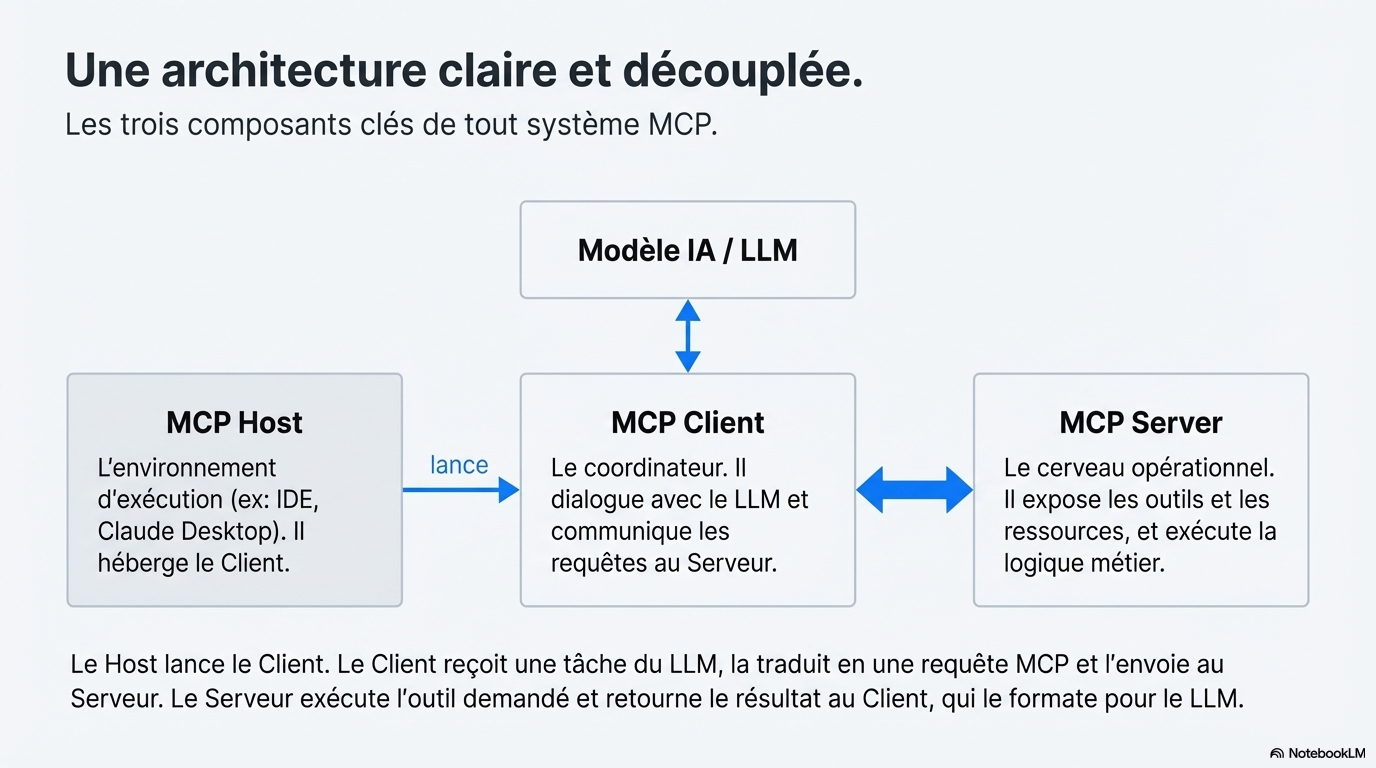 Une architecture claire et découplée.
Les trois composants clés de tout système MCP.
Modèle IA / LLM
MCP Host
L'environnement
d'exécution (ex: IDE,
Claude Desktop). Il
héberge le Client.
lance
MCP Client
Le coordinateur. Il
dialogue avec le LLM et
communique les
requêtes au Serveur.
MCP Server
Le cerveau opérationnel.
Il expose les outils et les
ressources, et exécute la
logique métier.
Le Host lance le Client. Le Client reçoit une tâche du LLM, la traduit en une requête MCP et l'envoie au
Serveur. Le Serveur exécute l'outil demandé et retourne le résultat au Client, qui le formate pour le LLM.
NotebookLM